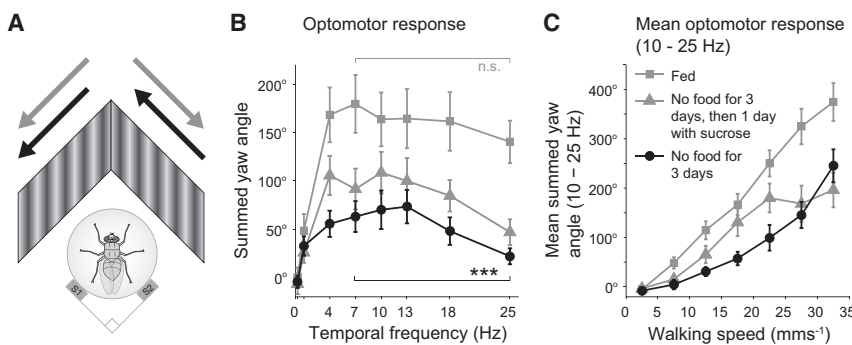 A
S1
S2
B
Optomotor response
n.s.
Summed yaw angle
200°
150°
100°
50°
0°
***
0 4 7 10 13 18 25
Temporal frequency (Hz)
C
Mean optomotor response
(10 - 25 Hz)
Fed
No food for 3
days, then 1 day
with sucrose
No food for
3 days
Mean summed yaw
angle (10 – 25 Hz)
400°
300°
200°
100°
0°
0 5 10 15 20 25 30 35
Walking speed (mms⁻¹)